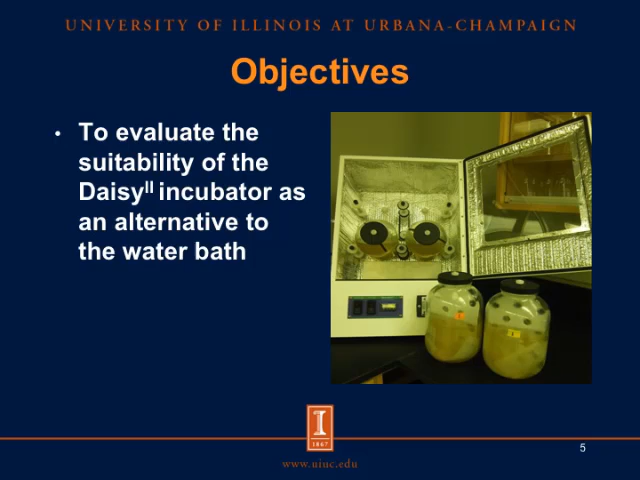 UNIVERSITY OF ILLINOIS AT URBANA-CHAMPAIGN
Objectives
• To evaluate the
suitability of the
DaisyII incubator as
an alternative to
the water bath
I
1867
5
www.uiuc.edu